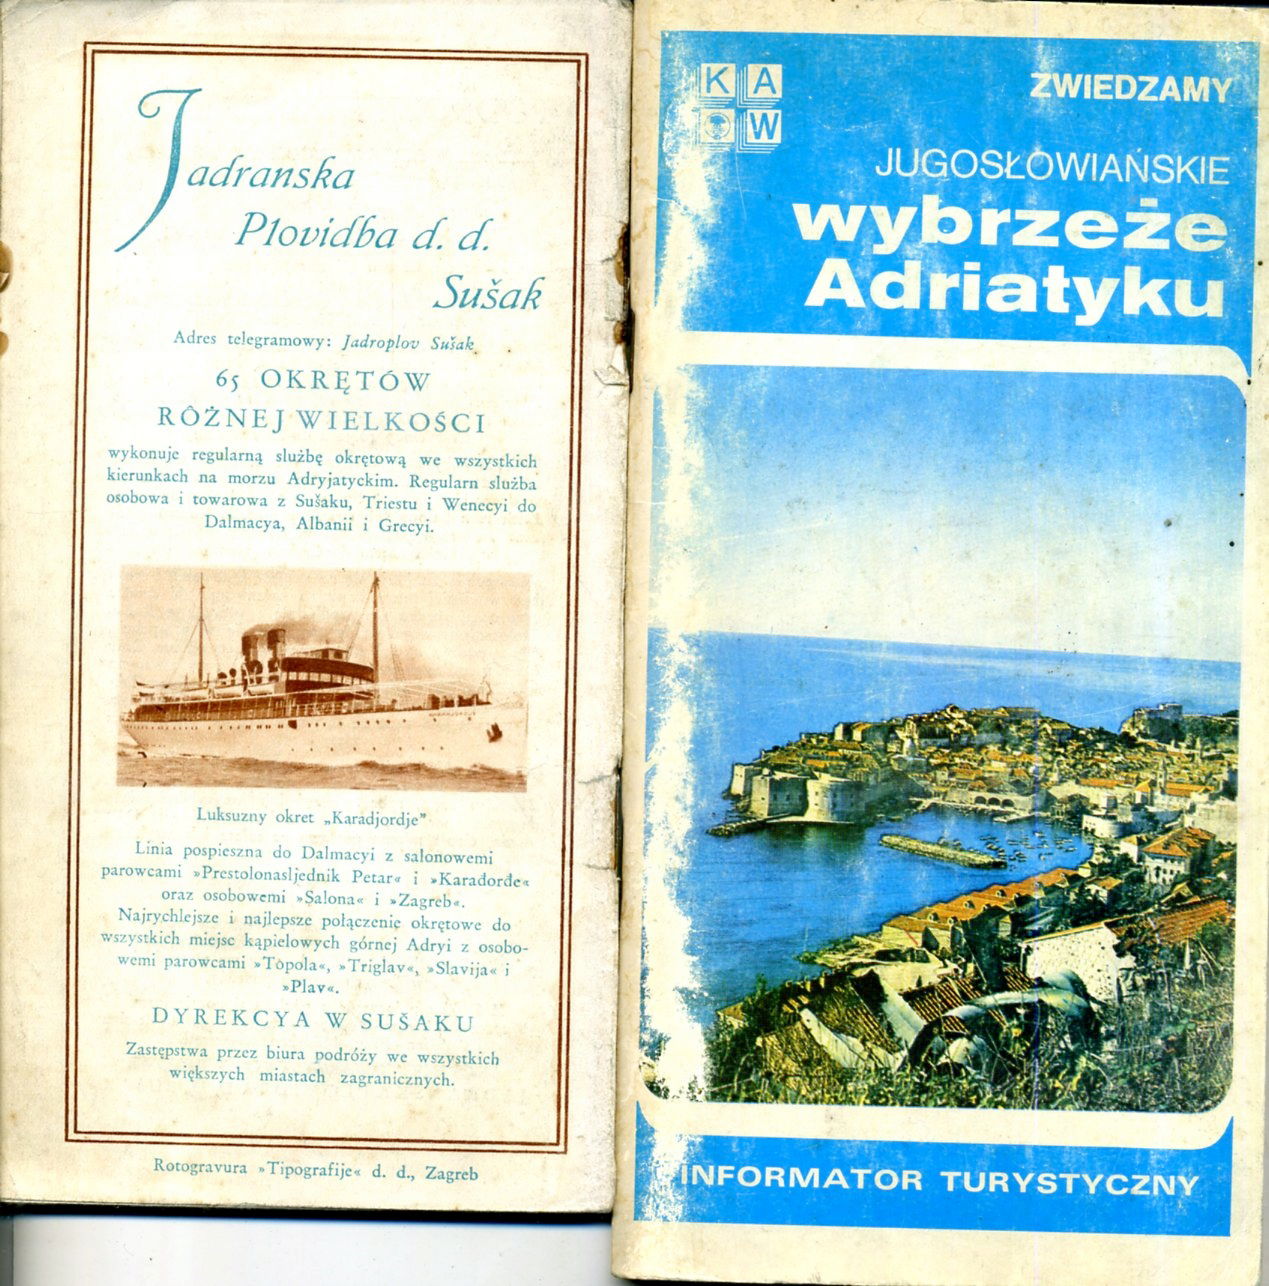 Jadranska
Plovidba d. d.
Sušak
Adres telegramowy: Jadroplov Sušak
65 OKRĘTÓW
RÔŻNEJ WIELKOŚCI
wykonuje regularną służbę okrętową we wszystkich
kierunkach na morzu Adryjatyckim. Regularn służba
osobowa i towarowa z Sušaku, Triestu i Wenecyi do
Dalmacya, Albanii i Grecyi.
Luksuzny okret „Karadjordje”
Linia pospieszna do Dalmacyi z salonowemi
parowcami »Prestolonasljednik Petar« i »Karađorđe«
oraz osobowemi »Salona« i »Zagreb«.
Najrychlejsze i najlepsze połączenie okrętowe do
wszystkich miejsc kąpielowych górnej Adryi z osobo-
wemi parowcami »Topola«, »Triglav«, »Slavija« i
»Plav«.
DYREKCYA W SUŠAKU
Zastępstwa przez biura podróży we wszystkich
większych miastach zagranicznych.
Rotogravura »Tipografije« d. d., Zagreb
KAW
ZWIEDZAMY
JUGOSŁOWIAŃSKIE
wybrzeże
Adriatyku
INFORMATOR TURYSTYCZNY